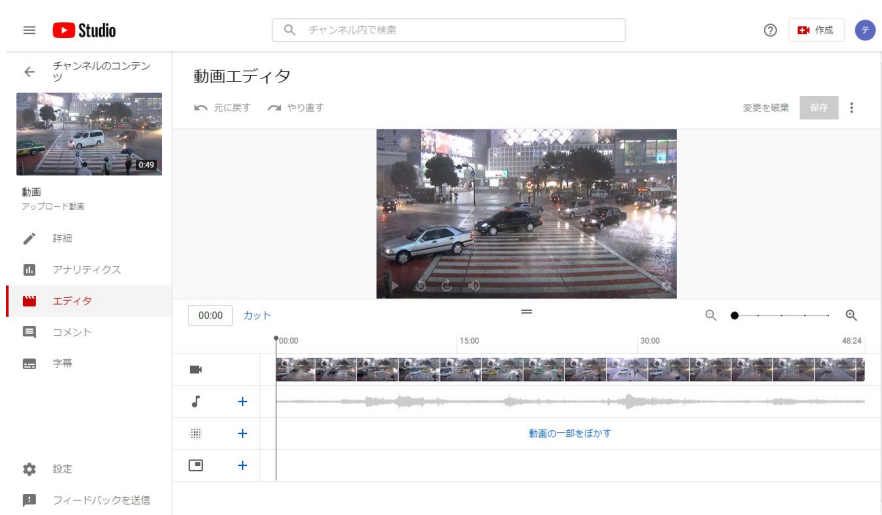 Studio
チャンネル内で検索
作成
テ
チャンネルのコンテン
ツ
動画エディタ
元に戻す
やり直す
変更を破棄
保存
0:49
動画
アップロード動画
詳細
アナリティクス
エディタ
コメント
字幕
設定
フィードバックを送信
00:00
カット
00:00
15:00
30:00
48:24
動画の一部をぼかす